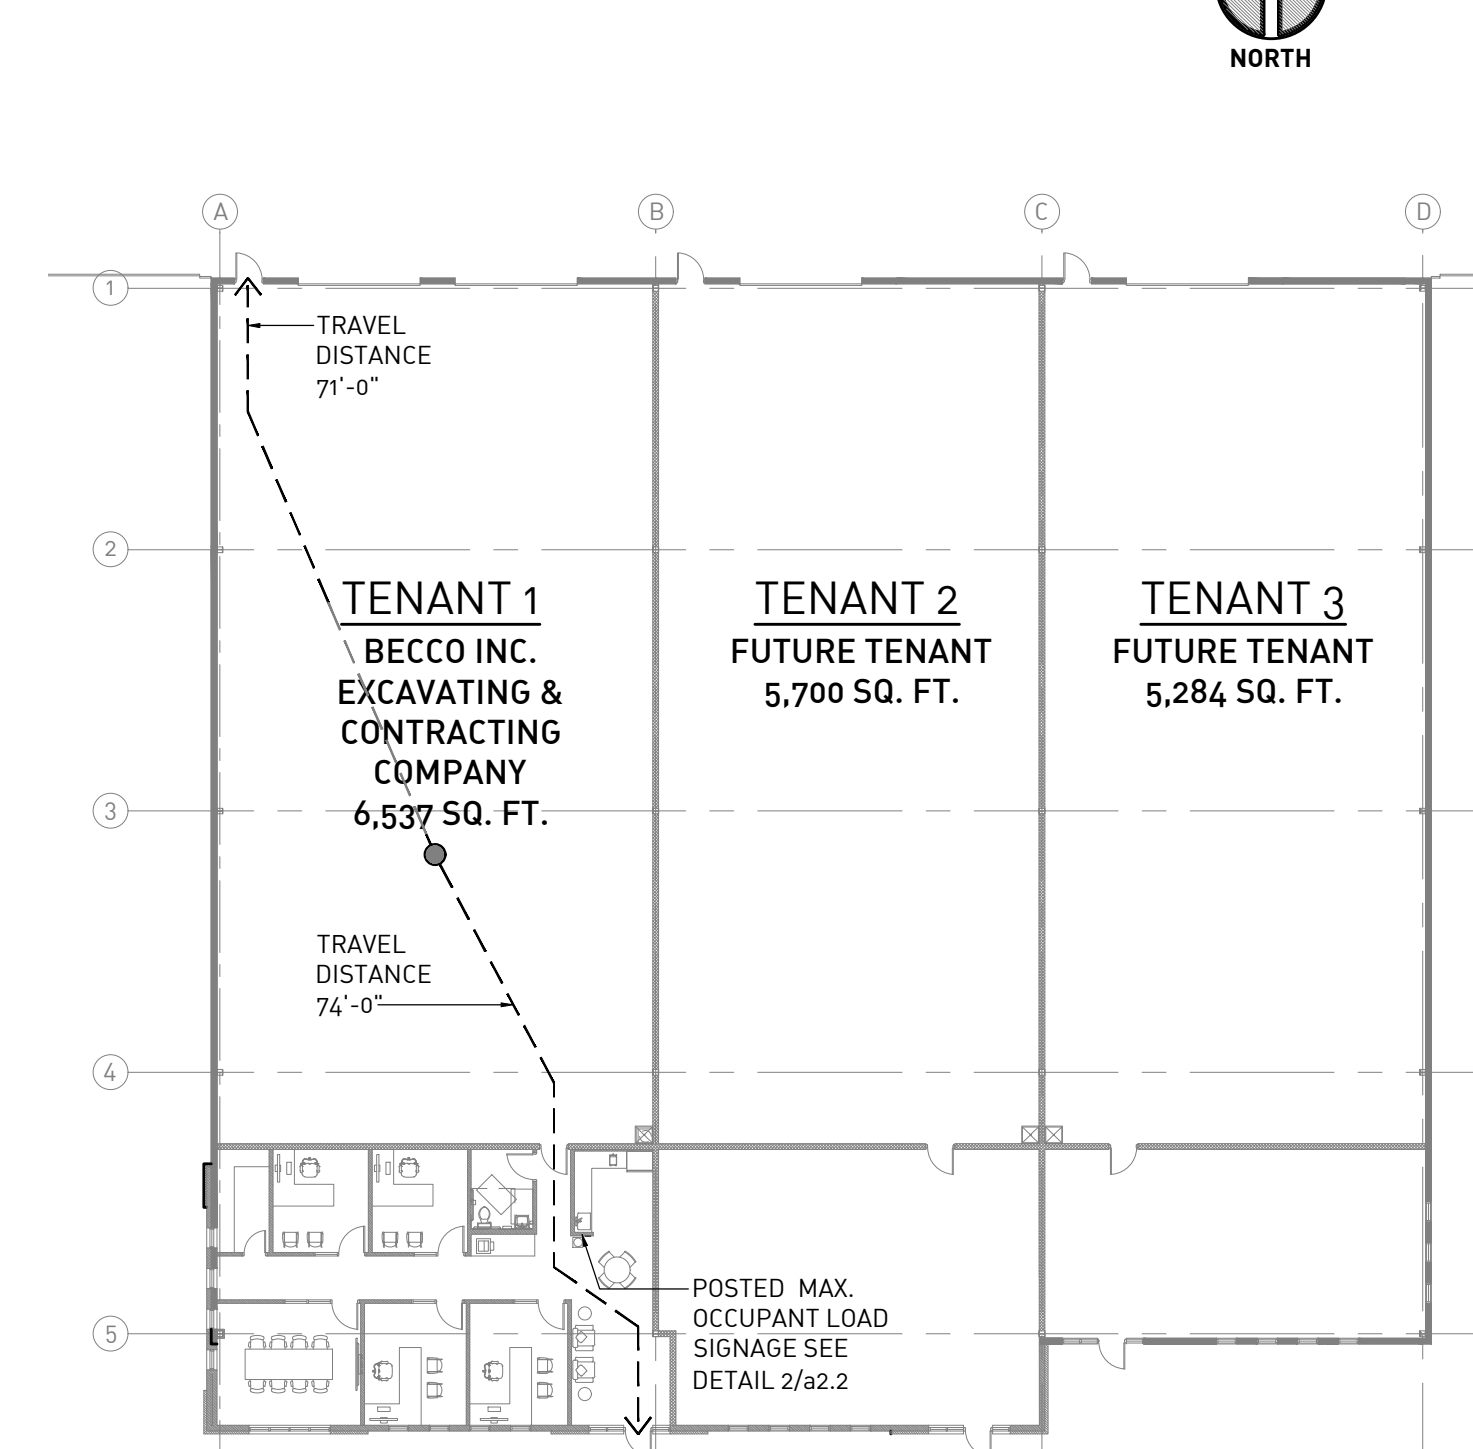 NORTH
A
B
C
D
1
TRAVEL
DISTANCE
71'-0"
2
TENANT 1
BECCO INC.
EXCAVATING &
CONTRACTING
COMPANY
6,537 SQ. FT.
TENANT 2
FUTURE TENANT
5,700 SQ. FT.
TENANT 3
FUTURE TENANT
5,284 SQ. FT.
3
TRAVEL
DISTANCE
74'-0"
4
POSTED MAX.
OCCUPANT LOAD
SIGNAGE SEE
DETAIL 2/a2.2
5